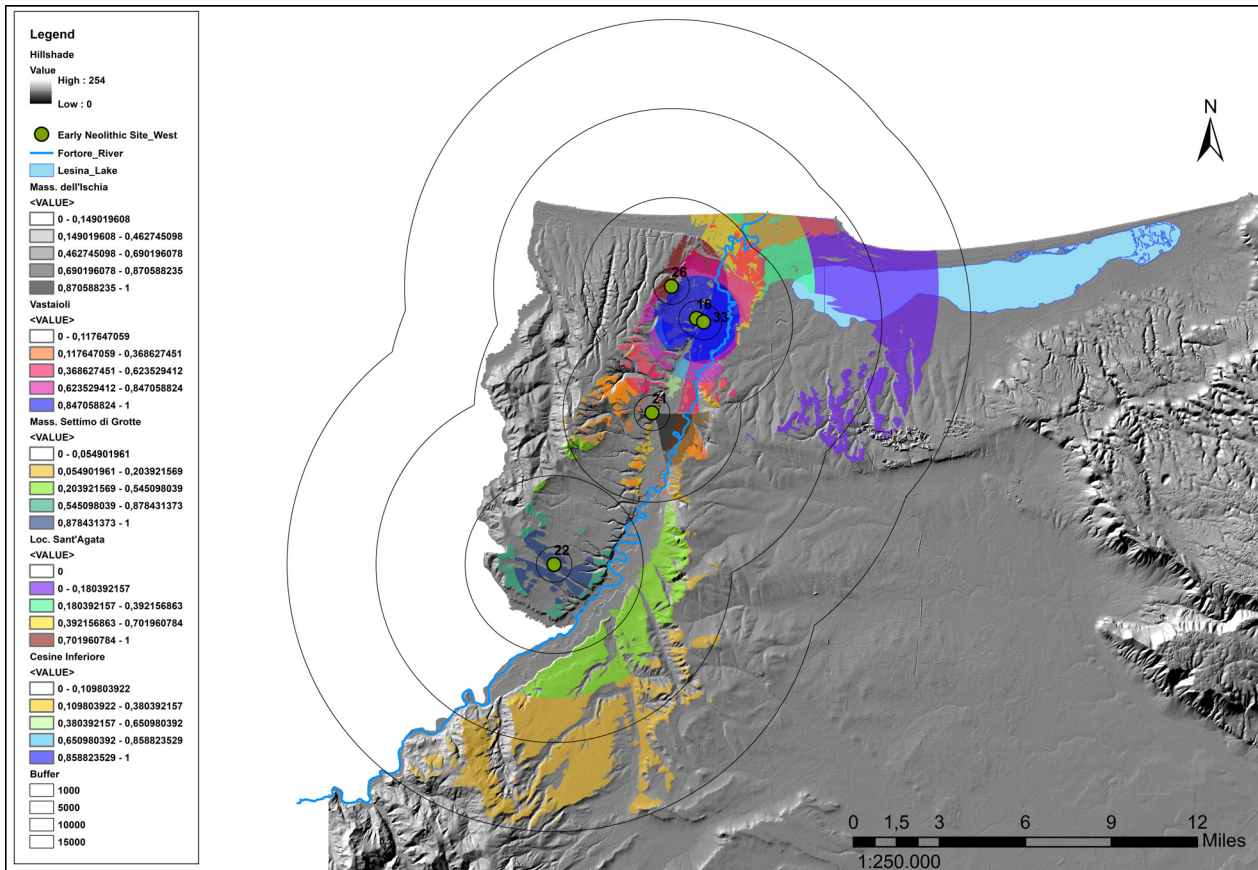 Legend
Hillshade
Value
High : 254
Low : 0
Early Neolithic Site_West
Fortore_River
Lesina_Lake
Mass. dell'Ischia
<VALUE>
0 - 0,149019608
0,149019608 - 0,462745098
0,462745098 - 0,690196078
0,690196078 - 0,870588235
0,870588235 - 1
Vastaioli
<VALUE>
0 - 0,117647059
0,117647059 - 0,368627451
0,368627451 - 0,623529412
0,623529412 - 0,847058824
0,847058824 - 1
Mass. Settimo di Grotte
<VALUE>
0 - 0,054901961
0,054901961 - 0,203921569
0,203921569 - 0,545098039
0,545098039 - 0,878431373
0,878431373 - 1
Loc. Sant'Agata
<VALUE>
0
0 - 0,180392157
0,180392157 - 0,392156863
0,392156863 - 0,701960784
0,701960784 - 1
Cesine Inferiore
<VALUE>
0 - 0,109803922
0,109803922 - 0,380392157
0,380392157 - 0,650980392
0,650980392 - 0,858823529
0,858823529 - 1
Buffer
1000
5000
10000
15000
N
26
16
33
21
22
0 1,5 3 6 9 12
Miles
1:250.000